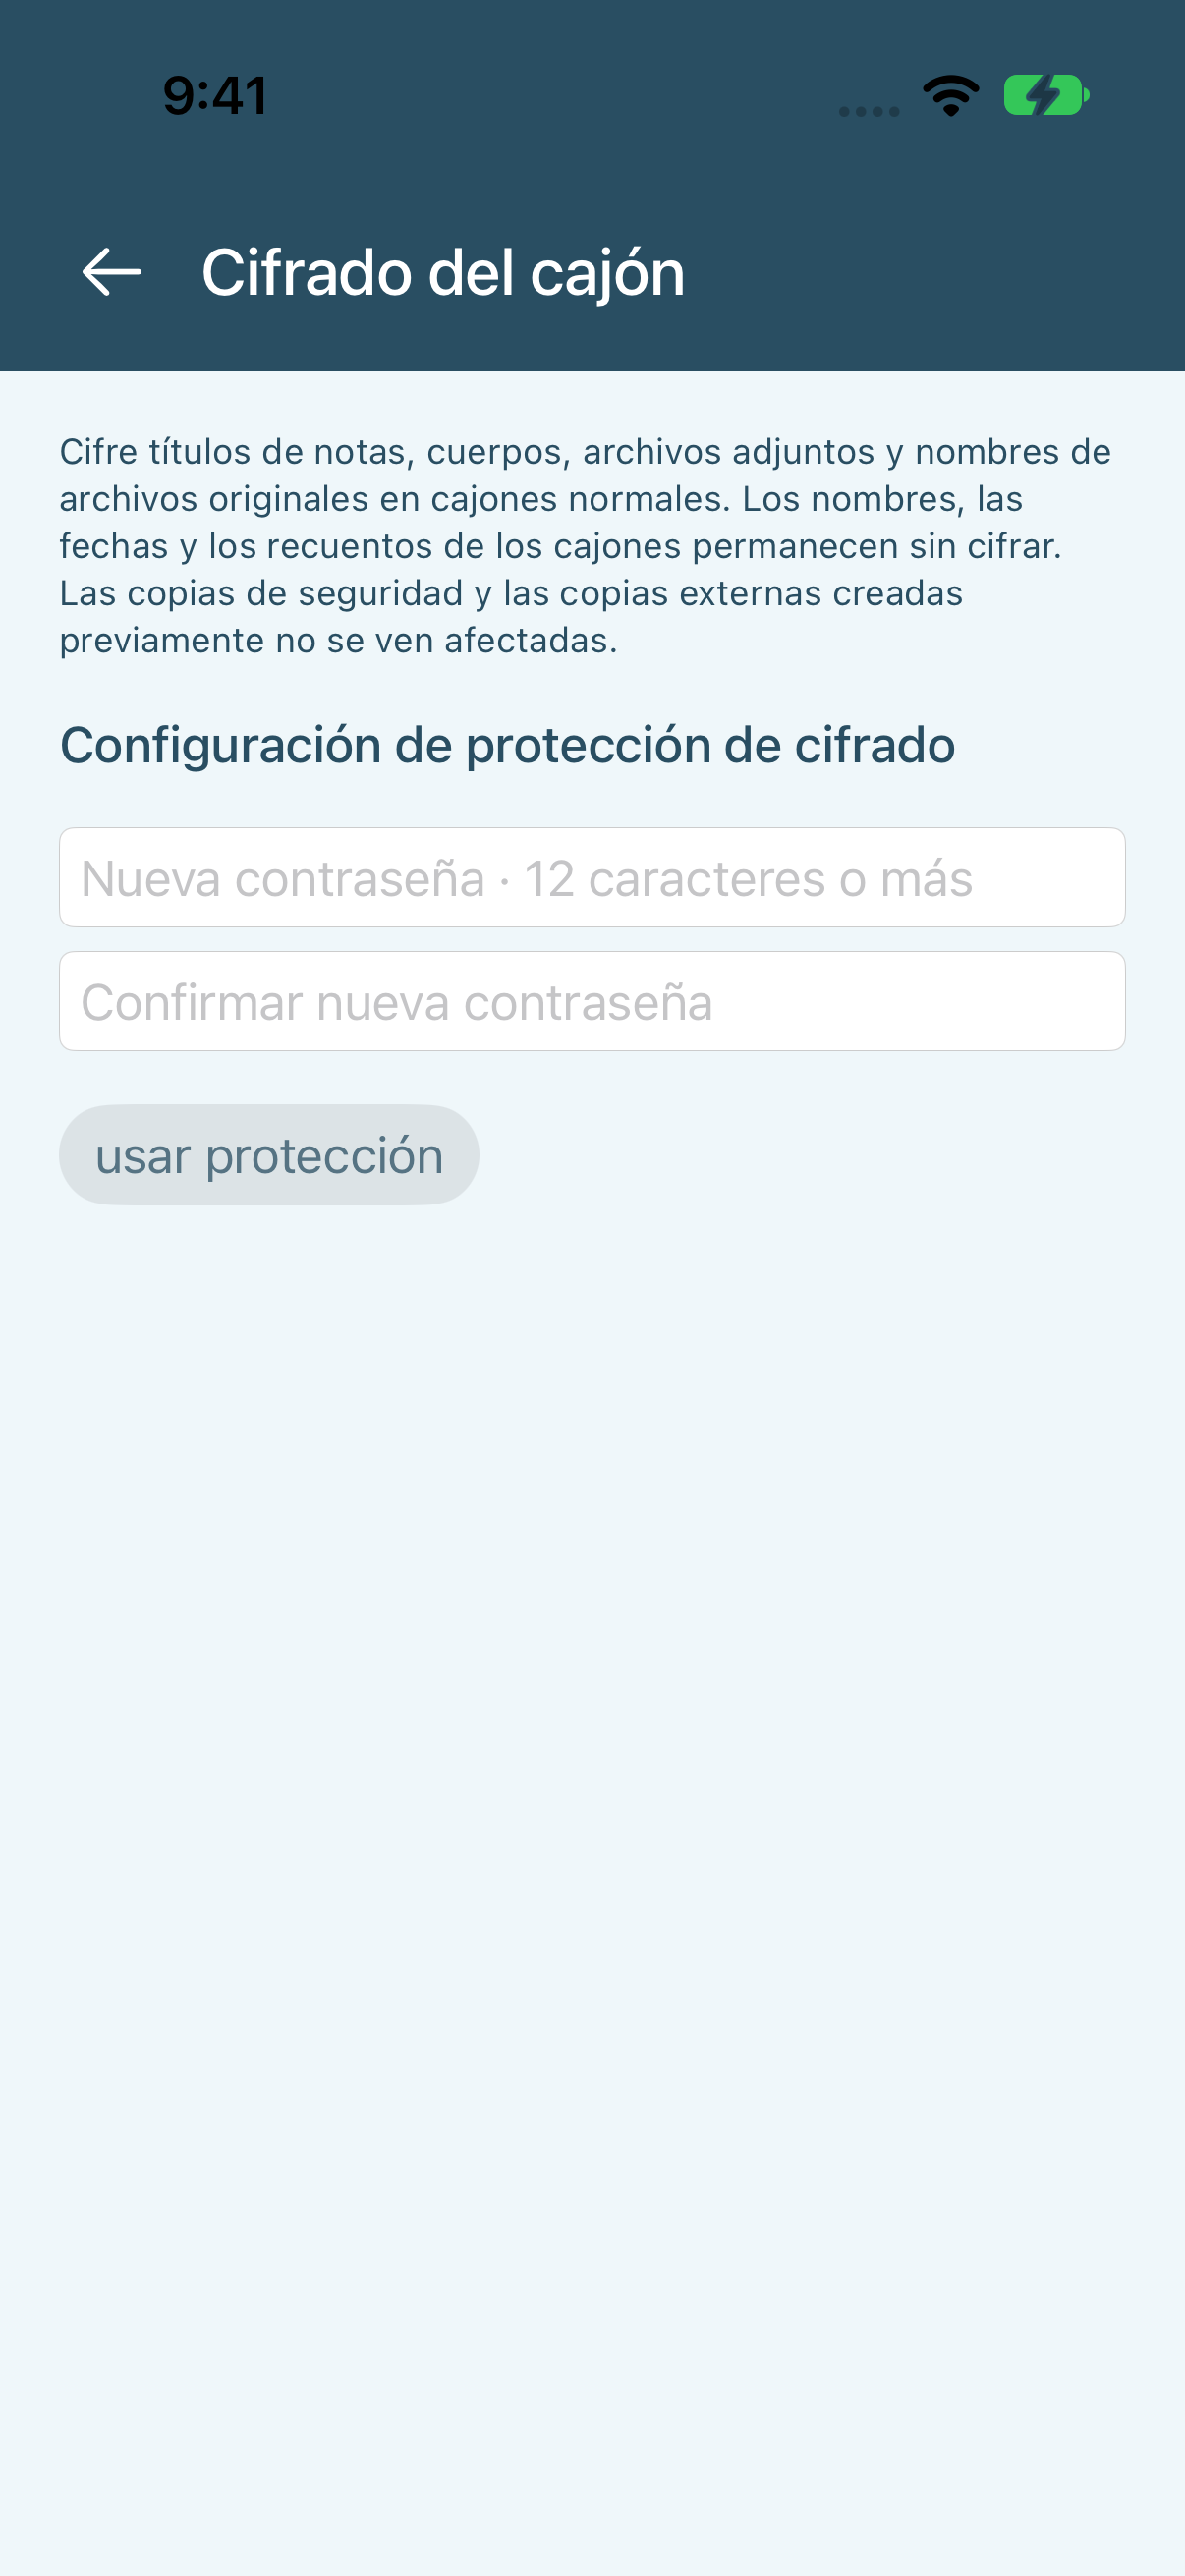 9:41
Cifrado del cajón
Cifre títulos de notas, cuerpos, archivos adjuntos y nombres de
archivos originales en cajones normales. Los nombres, las
fechas y los recuentos de los cajones permanecen sin cifrar.
Las copias de seguridad y las copias externas creadas
previamente no se ven afectadas.
Configuración de protección de cifrado
Nueva contraseña · 12 caracteres o más
Confirmar nueva contraseña
usar protección